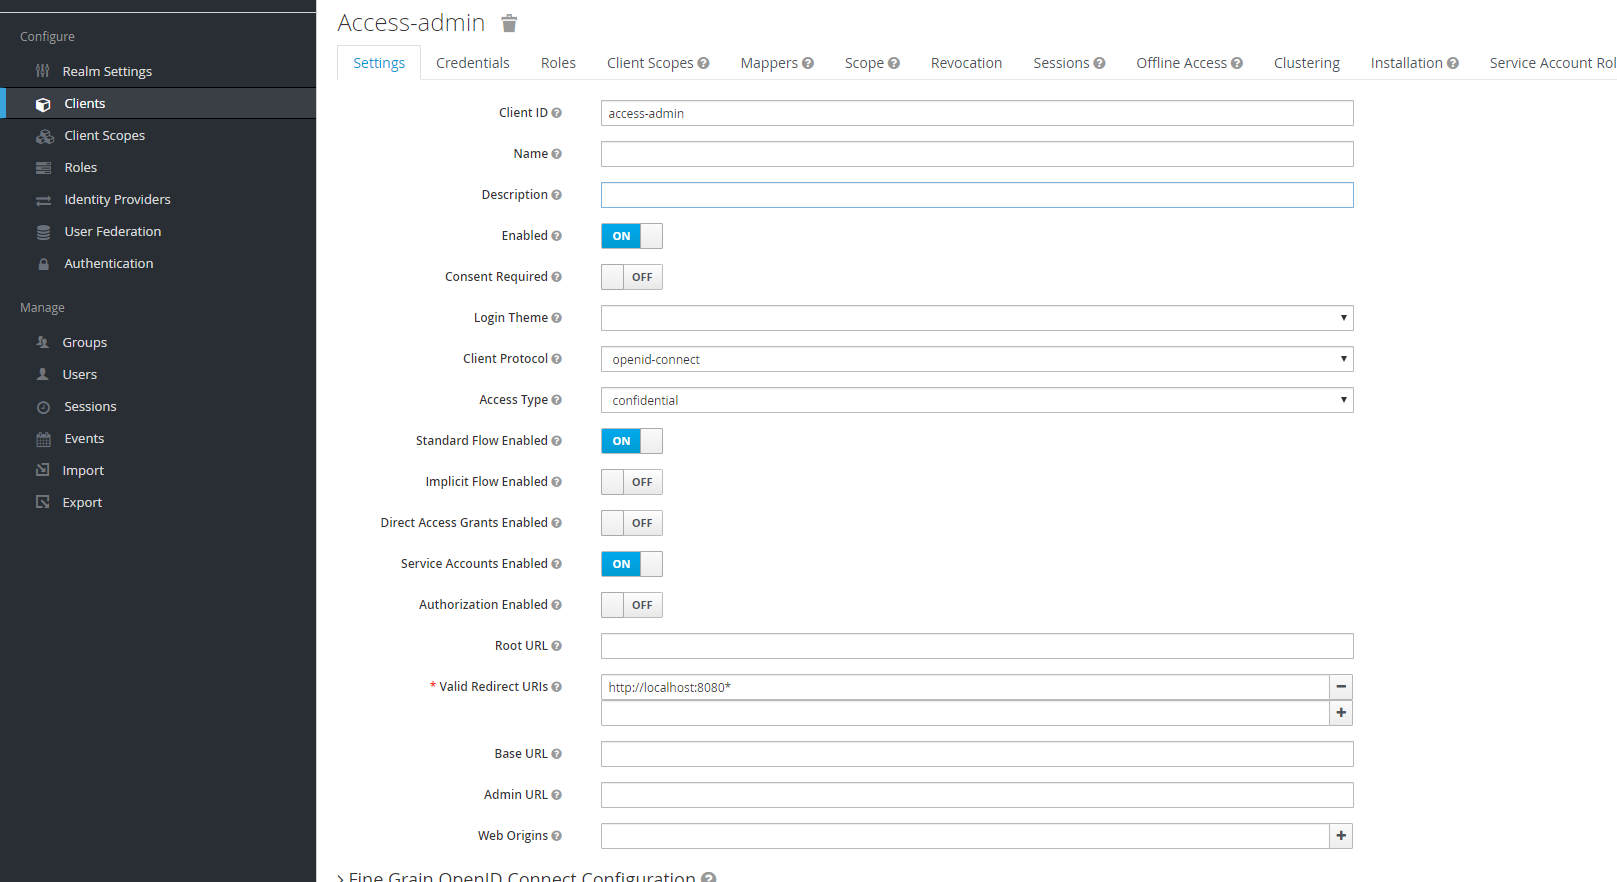 Configure
Realm Settings
Clients
Client Scopes
Roles
Identity Providers
User Federation
Authentication
Manage
Groups
Users
Sessions
Events
Import
Export
Access-admin
Settings Credentials Roles Client Scopes Mappers Scope Revocation Sessions Offline Access Clustering Installation Service Account Rol
Client ID access-admin
Name
Description
Enabled ON
Consent Required OFF
Login Theme
Client Protocol openid-connect
Access Type confidential
Standard Flow Enabled ON
Implicit Flow Enabled OFF
Direct Access Grants Enabled OFF
Service Accounts Enabled ON
Authorization Enabled OFF
Root URL
* Valid Redirect URIs http://localhost:8080*
Base URL
Admin URL
Web Origins
Fine Grain OpenID Connect Configuration